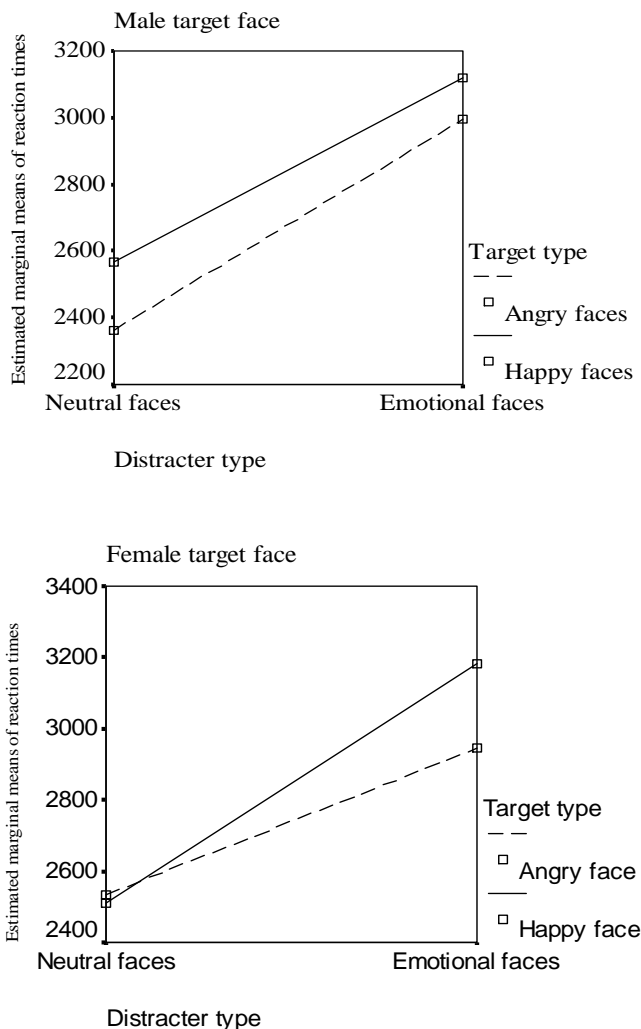 Male target face
Estimated marginal means of reaction times
3200
3000
2800
2600
2400
2200
Neutral faces
Emotional faces
Distracter type
Target type
Angry faces
Happy faces
Female target face
Estimated marginal means of reaction times
3400
3200
3000
2800
2600
2400
Neutral faces
Emotional faces
Distracter type
Target type
Angry face
Happy face